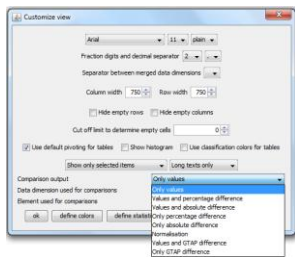 Customize view
Arial 11 plain
Fraction digits and decimal separator 2 .
Separator between merged data dimensions .
Column width 750 Row width 750
Hide empty rows Hide empty columns
Cut off limit to determine empty cells 0
Use default pivoting for tables Show histogram Use classification colors for tables
Show only selected items Long texts only
Comparison output Only values
Data dimension used for comparisons
Element used for comparisons
Only values
Values and percentage difference
Values and absolute difference
Only percentage difference
Only absolute difference
Normalisation
Values and GTAP difference
Only GTAP difference
ok define colors define statisti